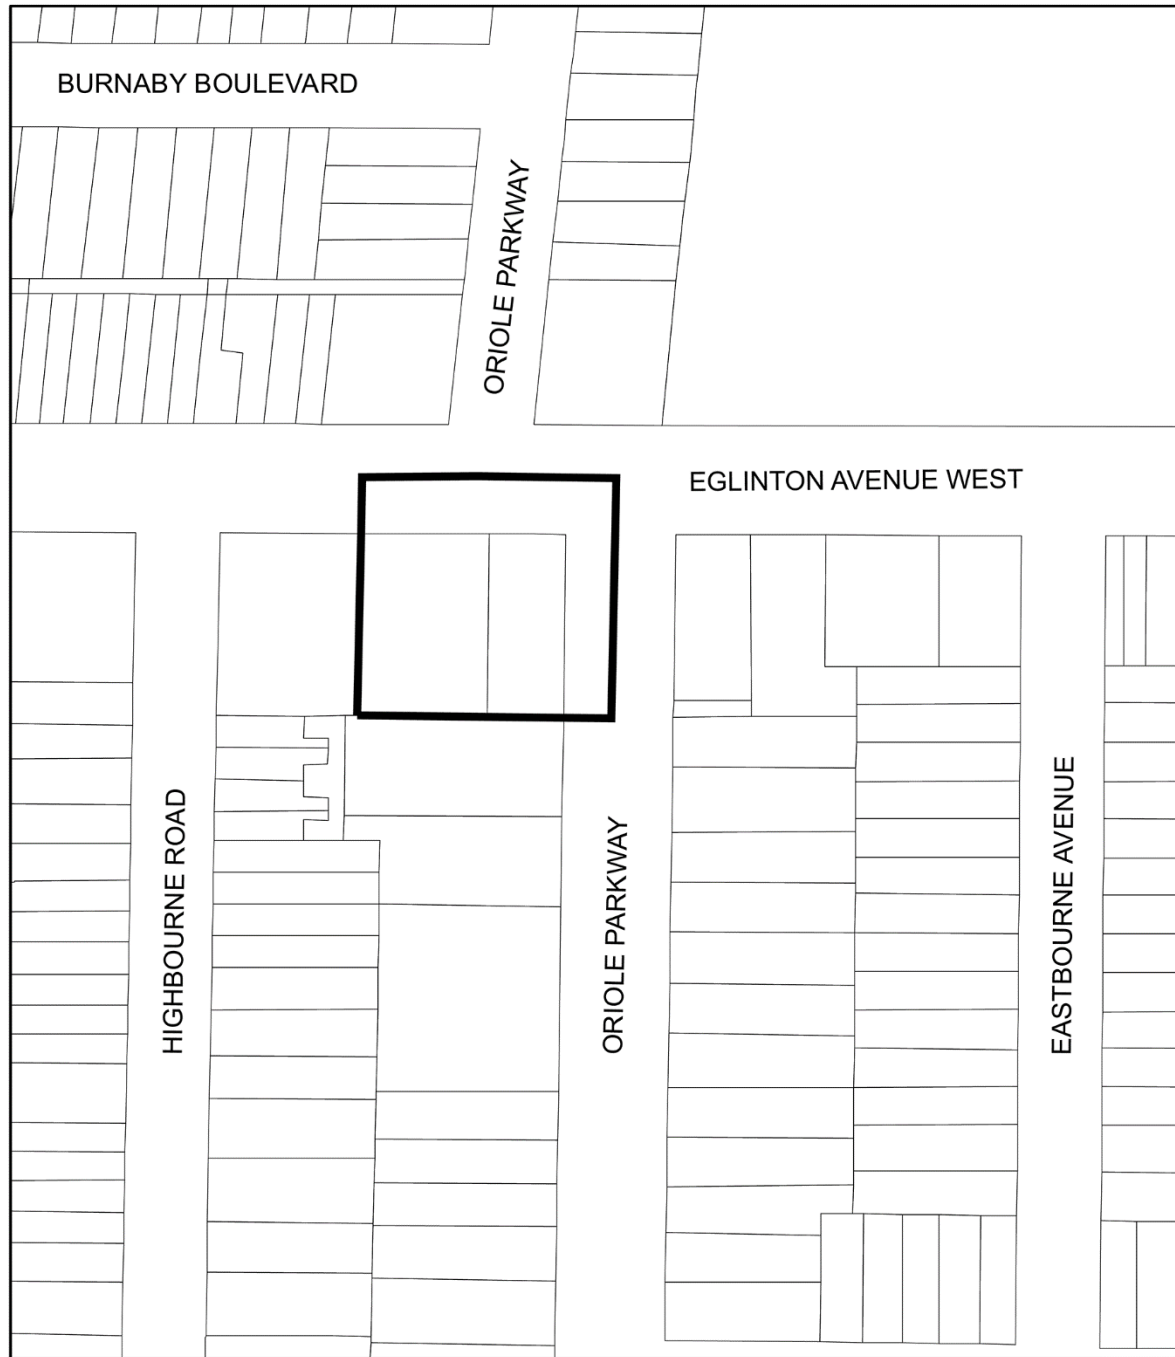 BURNABY BOULEVARD
ORIOLE PARKWAY
EGLINTON AVENUE WEST
HIGHBOURNE ROAD
ORIOLE PARKWAY
EASTBOURNE AVENUE